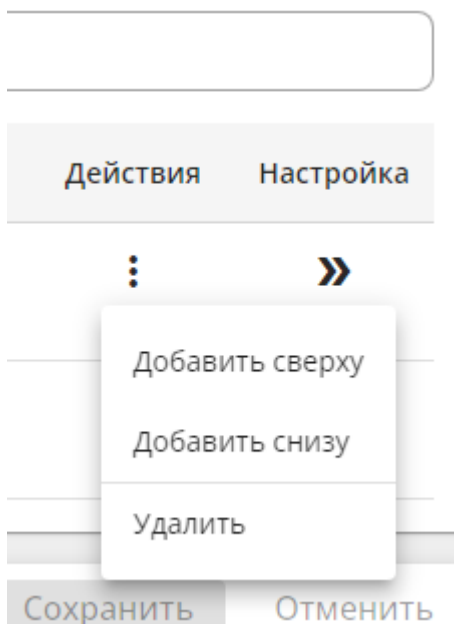 Действия Настройка
Добавить сверху
Добавить снизу
Удалить
Сохранить Отменить